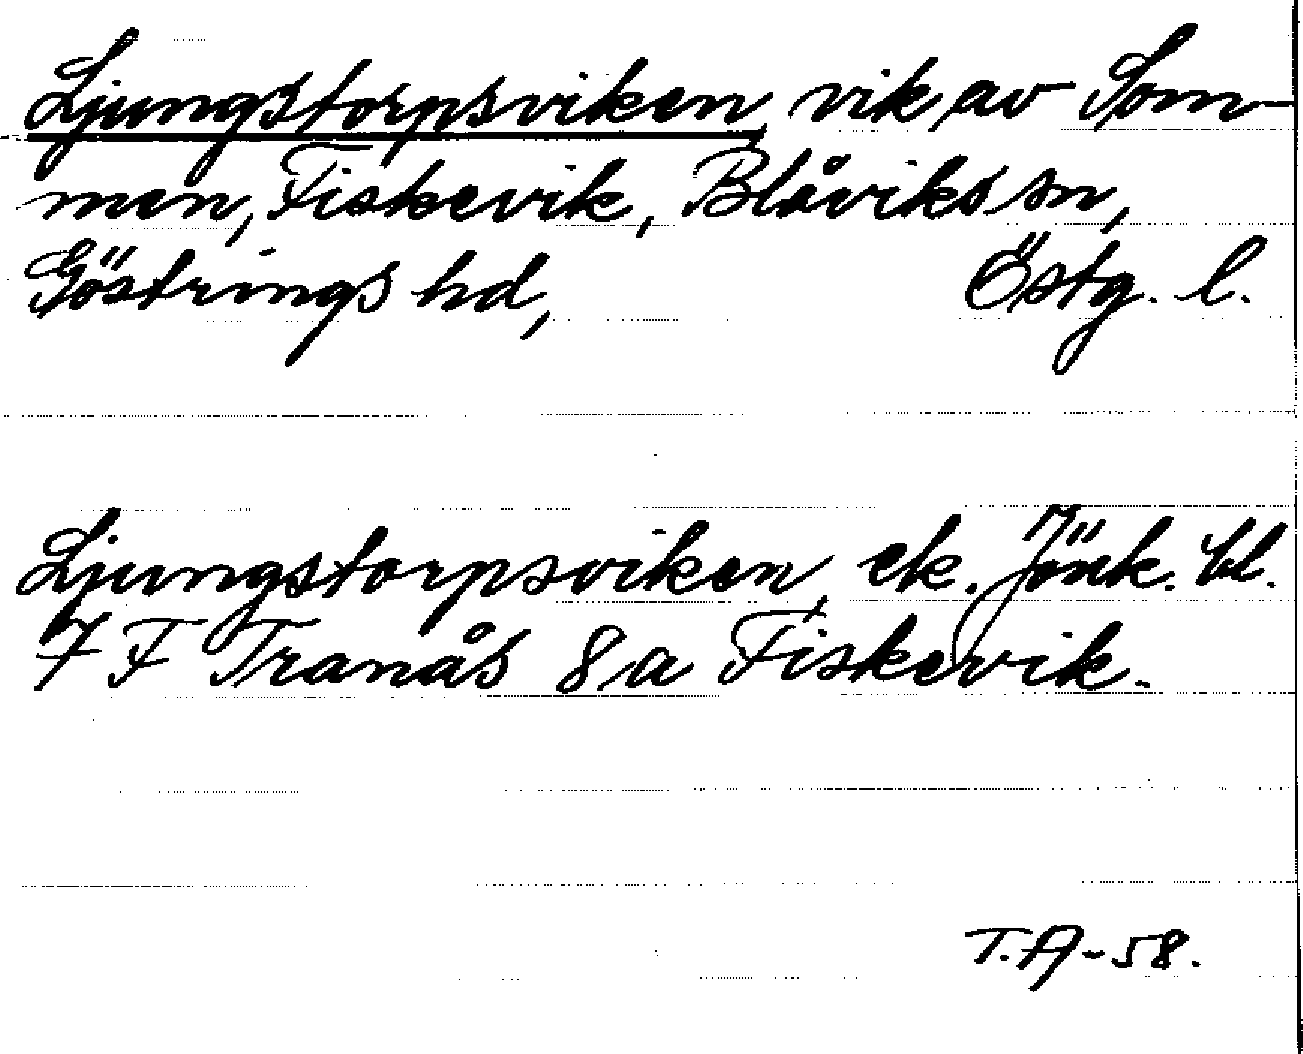 Ljungstorpsviken, vik av Som-
men, Fiskevik, Blåviks sn,
Göstrings hd, Östg. l.
Ljungstorpsviken, ek. Jönk. bl.
7 F Tranås 8 a Fiskevik.
T.A-58.